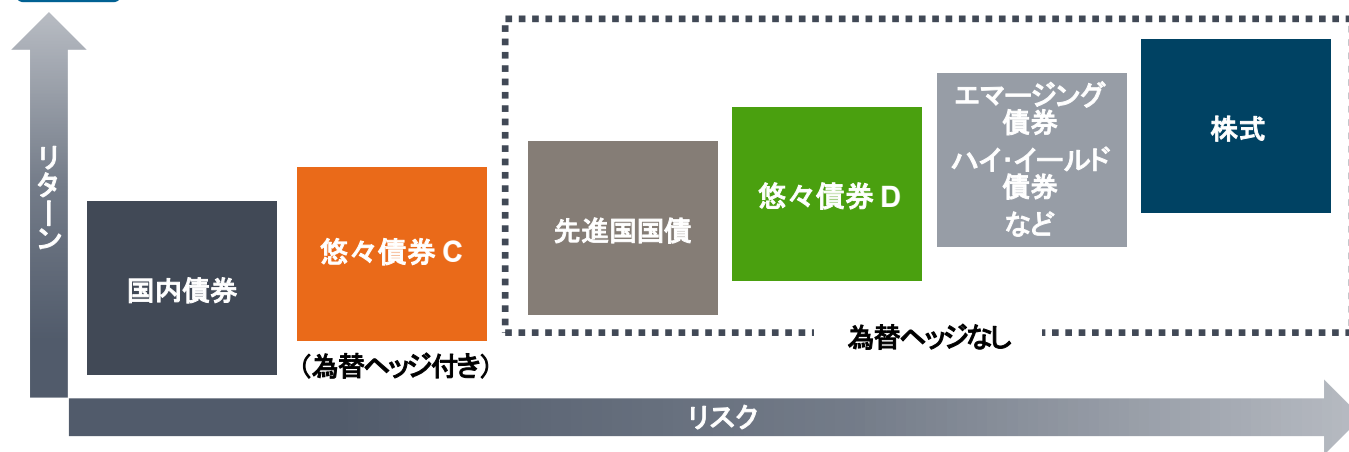 リターン
国内債券
悠々債券 C
(為替ヘッジ付き)
先進国国債
悠々債券 D
エマージング
債券
ハイ･イールド
債券
など
株式
為替ヘッジなし
リスク